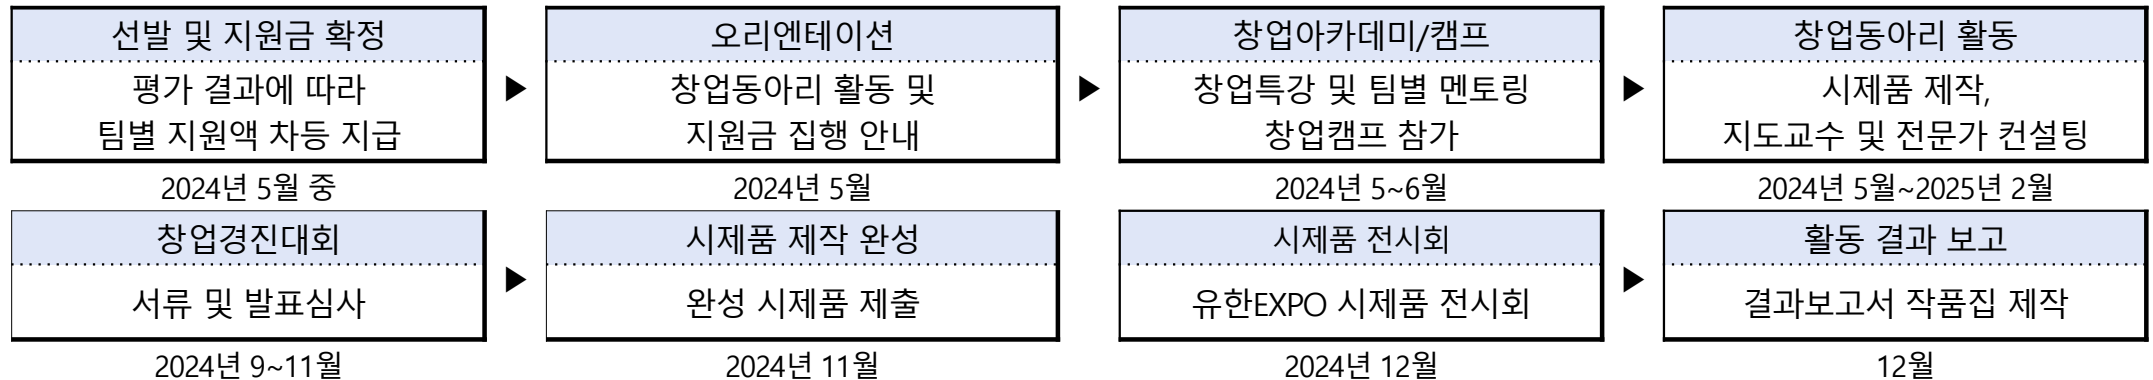 선발 및 지원금 확정
평가 결과에 따라
팀별 지원액 차등 지급
2024년 5월 중
▶
오리엔테이션
창업동아리 활동 및
지원금 집행 안내
2024년 5월
▶
창업아카데미/캠프
창업특강 및 팀별 멘토링
창업캠프 참가
2024년 5~6월
▶
창업동아리 활동
시제품 제작,
지도교수 및 전문가 컨설팅
2024년 5월~2025년 2월
창업경진대회
서류 및 발표심사
2024년 9~11월
▶
시제품 제작 완성
완성 시제품 제출
2024년 11월
시제품 전시회
유한EXPO 시제품 전시회
2024년 12월
▶
활동 결과 보고
결과보고서 작품집 제작
12월